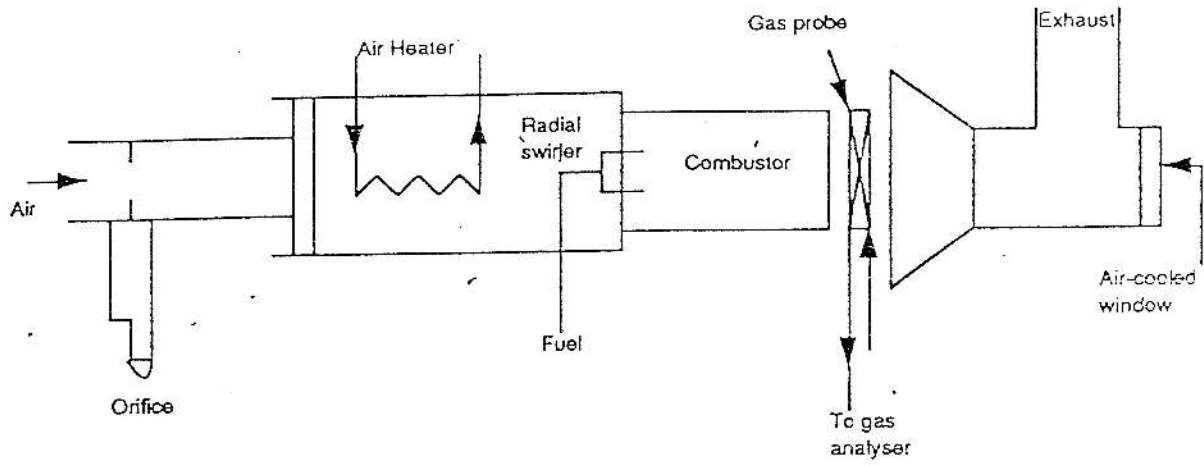 Air Heater
Gas probe
Exhaust
Radial
swirler
Combustor
Air
Air-cooled
window
Fuel
Orifice
To gas
analyser